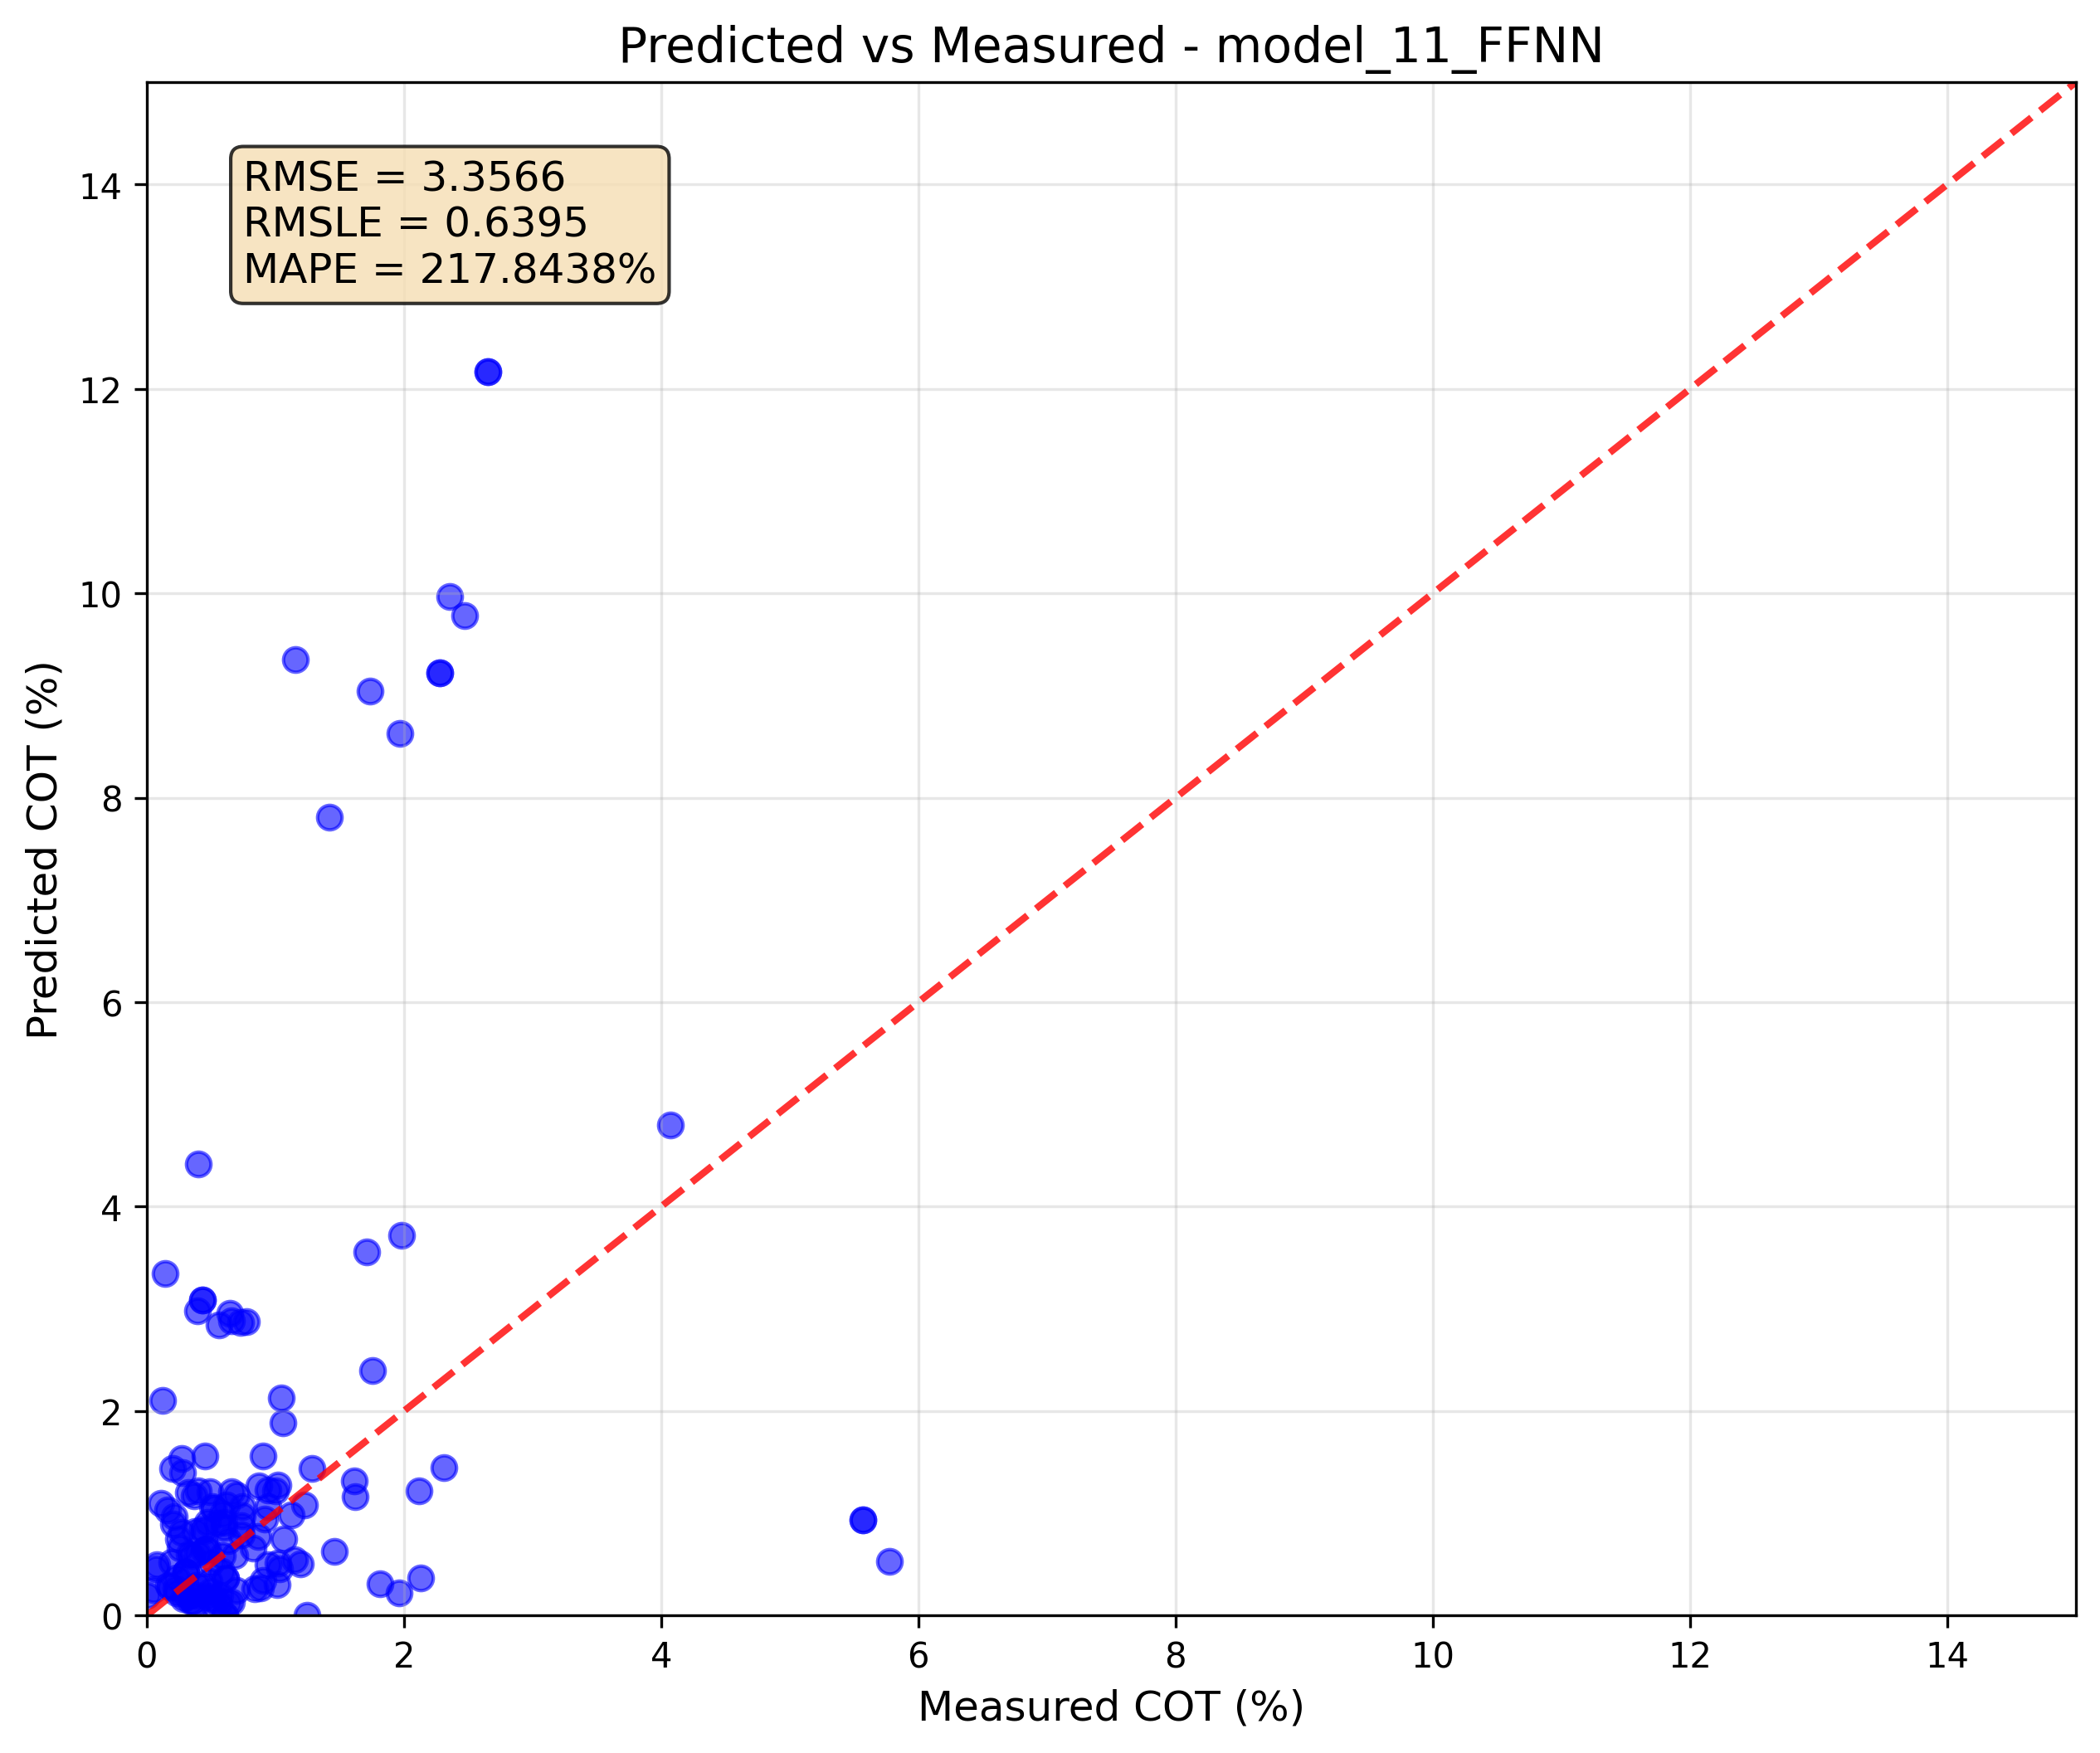 Predicted vs Measured - model_11_FFNN
RMSE = 3.3566
RMSLE = 0.6395
MAPE = 217.8438%
Predicted COT (%)
14
12
10
8
6
4
2
0
0 2 4 6 8 10 12 14
Measured COT (%)